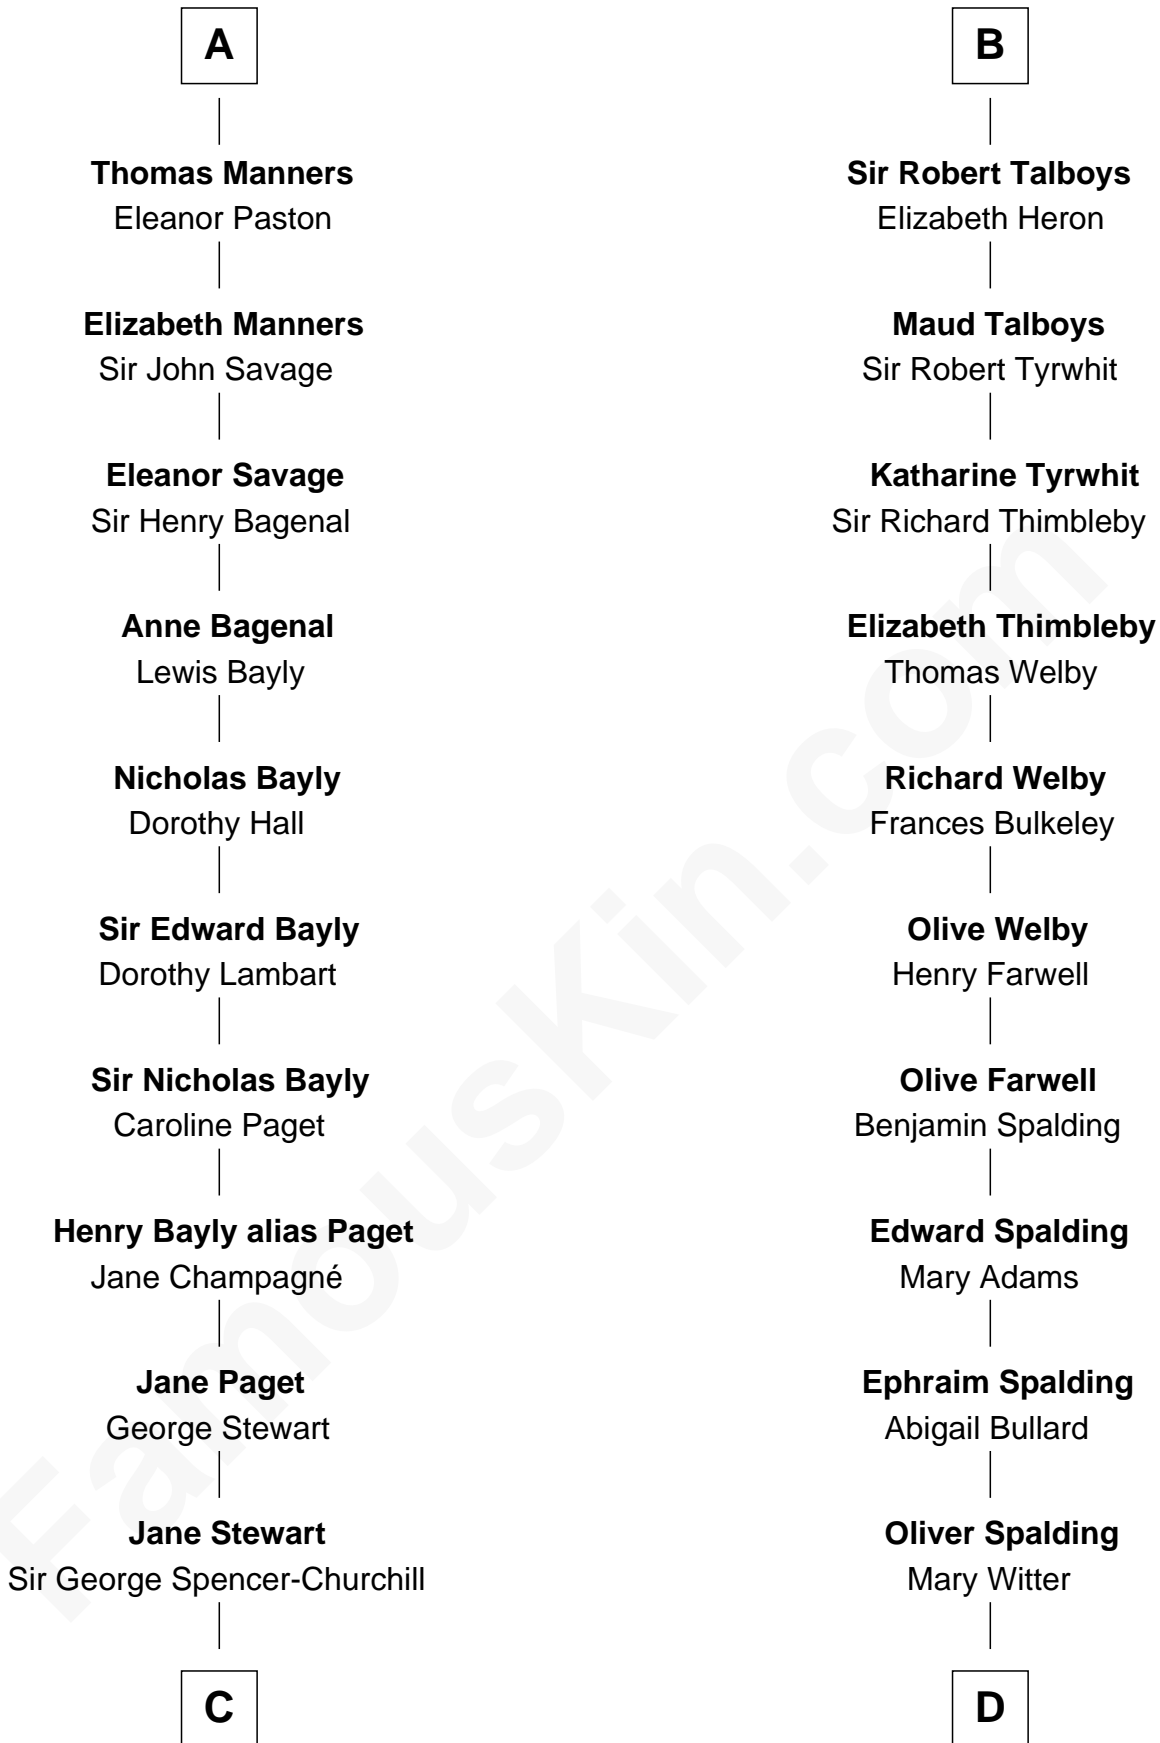 A
Thomas Manners
Eleanor Paston
Elizabeth Manners
Sir John Savage
Eleanor Savage
Sir Henry Bagenal
Anne Bagenal
Lewis Bayly
Nicholas Bayly
Dorothy Hall
Sir Edward Bayly
Dorothy Lambart
Sir Nicholas Bayly
Caroline Paget
Henry Bayly alias Paget
Jane Champagné
Jane Paget
George Stewart
Jane Stewart
Sir George Spencer-Churchill
C
B
Sir Robert Talboys
Elizabeth Heron
Maud Talboys
Sir Robert Tyrwhit
Katharine Tyrwhit
Sir Richard Thimbleby
Elizabeth Thimbleby
Thomas Welby
Richard Welby
Frances Bulkeley
Olive Welby
Henry Farwell
Olive Farwell
Benjamin Spalding
Edward Spalding
Mary Adams
Ephraim Spalding
Abigail Bullard
Oliver Spalding
Mary Witter
D
FamousKin.com